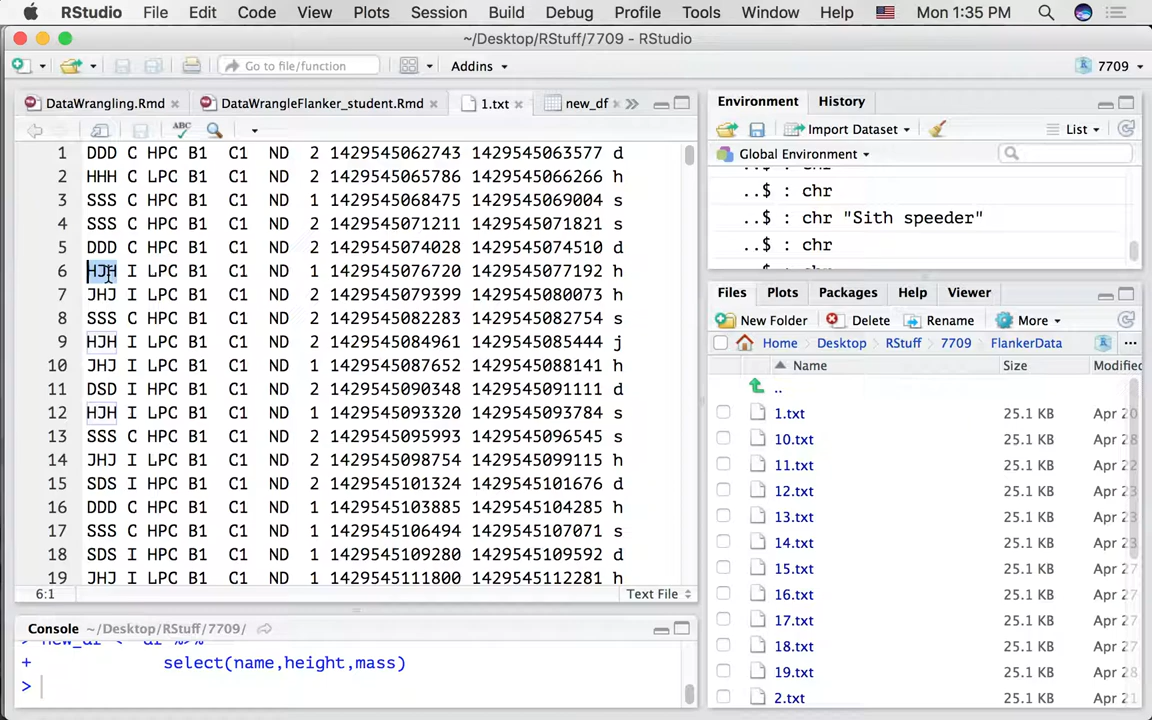 RStudio File Edit Code View Plots Session Build Debug Profile Tools Window Help Mon 1:35 PM
~/Desktop/RStuff/7709 - RStudio
Go to file/function Addins 7709
DataWrangling.Rmd DataWrangleFlanker_student.Rmd 1.txt new_df
ABC
1 DDD C HPC B1 C1 ND 2 1429545062743 1429545063577 d
2 HHH C LPC B1 C1 ND 2 1429545065786 1429545066266 h
3 SSS C LPC B1 C1 ND 1 1429545068475 1429545069004 s
4 SSS C LPC B1 C1 ND 2 1429545071211 1429545071821 s
5 DDD C HPC B1 C1 ND 2 1429545074028 1429545074510 d
6 HJH I LPC B1 C1 ND 1 1429545076720 1429545077192 h
7 JHJ I LPC B1 C1 ND 2 1429545079399 1429545080073 h
8 SSS C LPC B1 C1 ND 2 1429545082283 1429545082754 s
9 HJH I LPC B1 C1 ND 2 1429545084961 1429545085444 j
10 JHJ I LPC B1 C1 ND 1 1429545087652 1429545088141 h
11 DSD I HPC B1 C1 ND 2 1429545090348 1429545091111 d
12 HJH I LPC B1 C1 ND 1 1429545093320 1429545093784 s
13 SSS C LPC B1 C1 ND 2 1429545095993 1429545096545 s
14 JHJ I LPC B1 C1 ND 2 1429545098754 1429545099115 h
15 SDS I HPC B1 C1 ND 2 1429545101324 1429545101676 d
16 DDD C HPC B1 C1 ND 1 1429545103885 1429545104285 h
17 SSS C LPC B1 C1 ND 1 1429545106494 1429545107071 s
18 SDS I HPC B1 C1 ND 1 1429545109280 1429545109592 d
19 JHJ I LPC B1 C1 ND 1 1429545111800 1429545112281 h
6:1 Text File
Console ~/Desktop/RStuff/7709/
+ select(name,height,mass)
>
Environment History
Import Dataset List
Global Environment
..$ : chr
..$ : chr "Sith speeder"
..$ : chr
Files Plots Packages Help Viewer
New Folder Delete Rename More
Home Desktop RStuff 7709 FlankerData
Name Size Modified
..
1.txt 25.1 KB Apr 20
10.txt 25.1 KB Apr 28
11.txt 25.1 KB Apr 22
12.txt 25.1 KB Apr 23
13.txt 25.1 KB Apr 23
14.txt 25.1 KB Apr 23
15.txt 25.1 KB Apr 27
16.txt 25.1 KB Apr 27
17.txt 25.1 KB Apr 27
18.txt 25.1 KB Apr 27
19.txt 25.1 KB Apr 28
2.txt 25.1 KB Apr 21